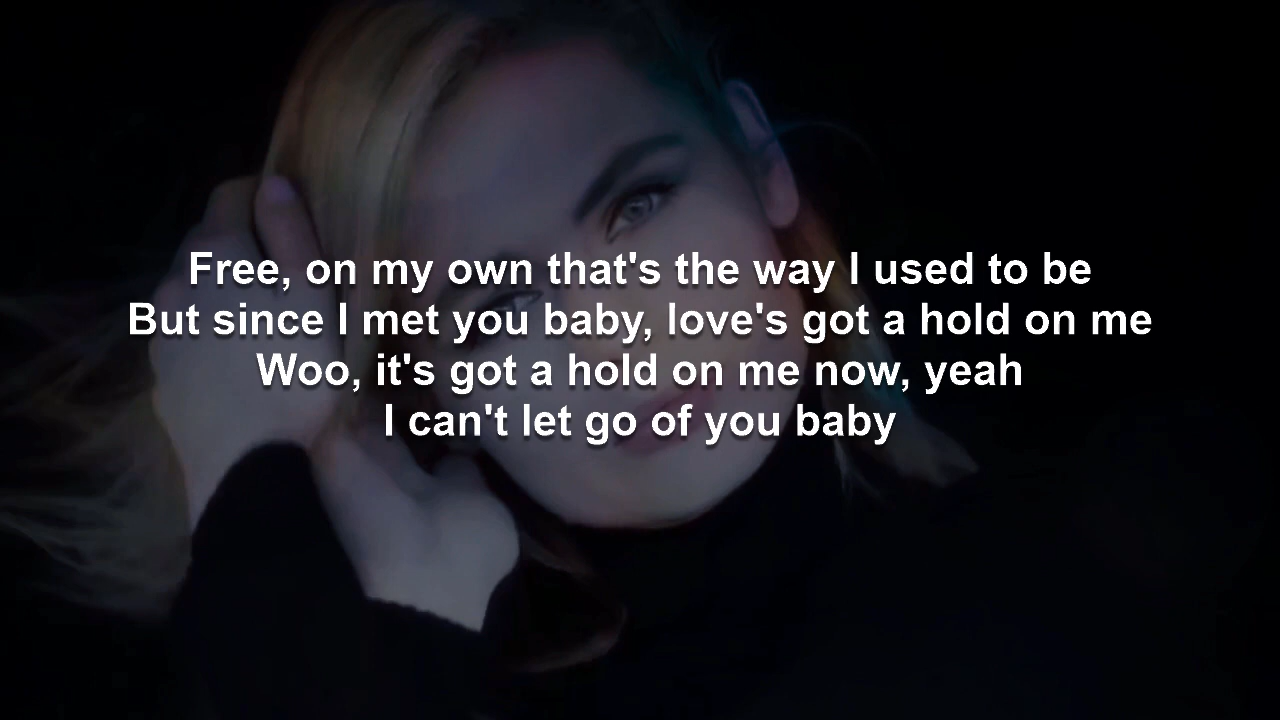 Free, on my own that's the way I used to be
But since I met you baby, love's got a hold on me
Woo, it's got a hold on me now, yeah
I can't let go of you baby